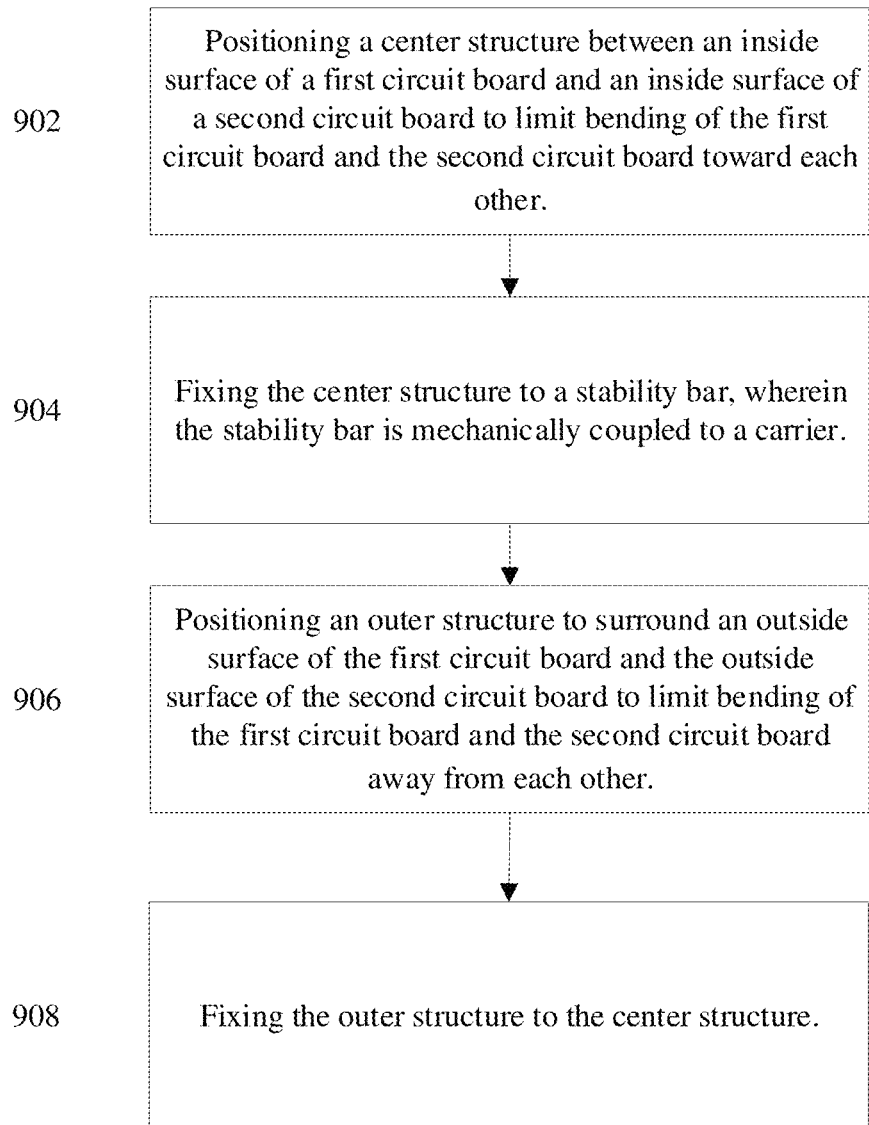 Positioning a center structure between an inside
surface of a first circuit board and an inside surface of
902
a second circuit board to limit bending of the first
circuit board and the second circuit board toward each
other.
904
Fixing the center structure to a stability bar, wherein
the stability bar is mechanically coupled to a carrier.
Positioning an outer structure to surround an outside
surface of the first circuit board and the outside
906
surface of the second circuit board to limit bending of
the first circuit board and the second circuit board
away from each other.
908
Fixing the outer structure to the center structure.